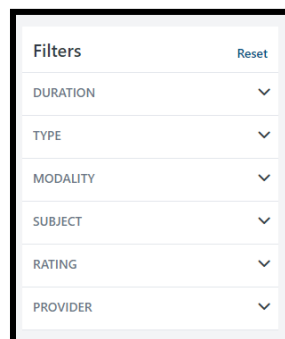 Filters Reset
DURATION
TYPE
MODALITY
SUBJECT
RATING
PROVIDER